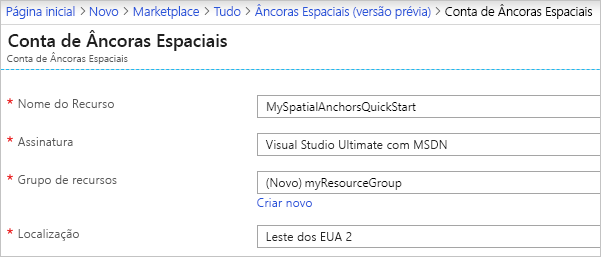 Página inicial > Novo > Marketplace > Tudo > Âncoras Espaciais (versão prévia) > Conta de Âncoras Espaciais
Conta de Âncoras Espaciais
Conta de Âncoras Espaciais
* Nome do Recurso MySpatialAnchorsQuickStart
* Assinatura Visual Studio Ultimate com MSDN
* Grupo de recursos (Novo) myResourceGroup
Criar novo
* Localização Leste dos EUA 2